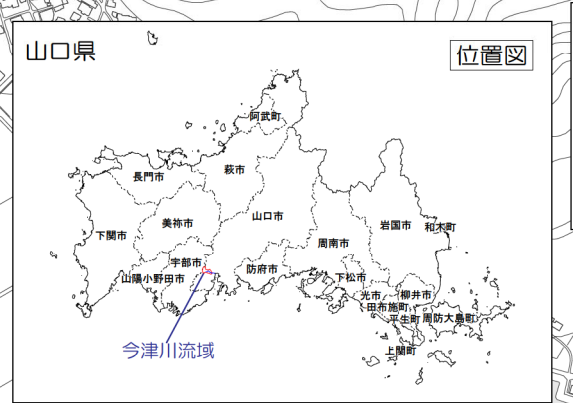 山口県
位置図
阿武町
萩市
長門市
山口市
美祢市
岩国市
和木町
下関市
周南市
宇部市
防府市
山陽小野田市
下松市
光市
柳井市
田布施町
平生町
周防大島町
上関町
今津川流域